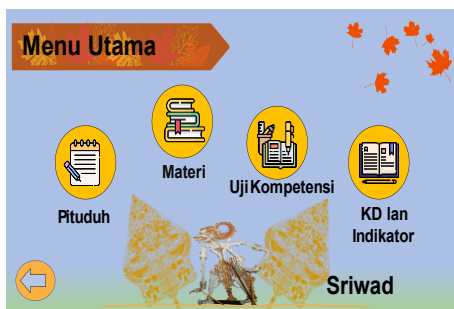 Menu Utama
Materi
Uji Kompetensi
Pituduh
KD lan
Indikator
Sriwad